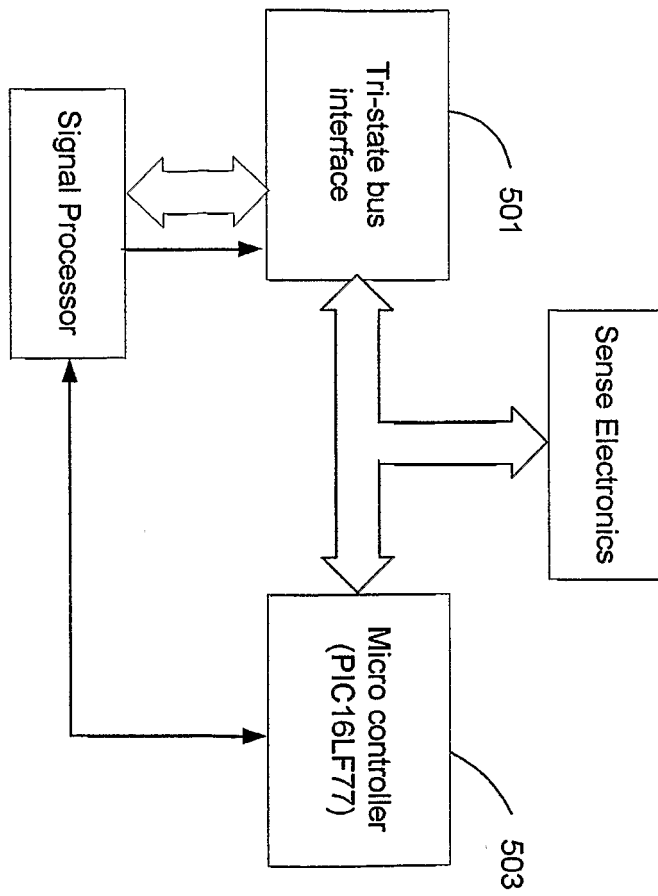 Sense Electronics
501
Tri-state bus
interface
503
Micro controller
(PIC16LF77)
Signal Processor